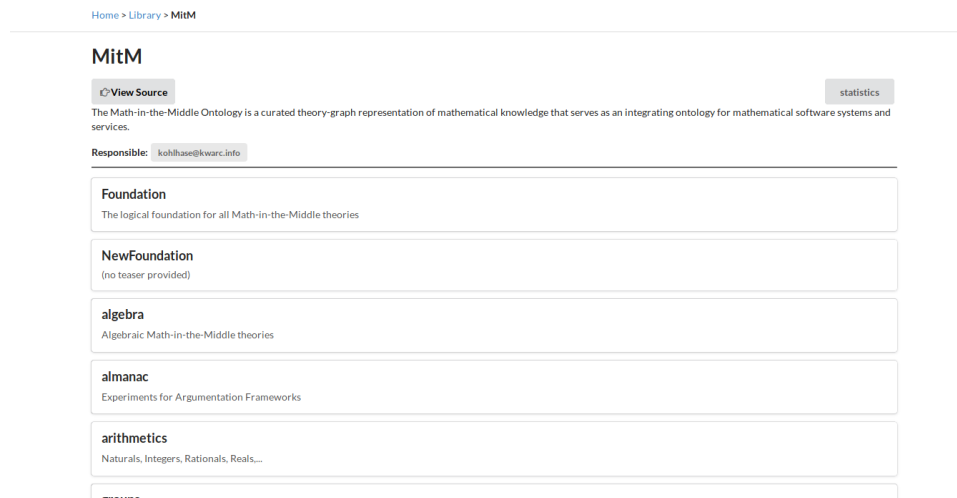 Home > Library > MitM
MitM
View Source
statistics
The Math-in-the-Middle Ontology is a curated theory-graph representation of mathematical knowledge that serves as an integrating ontology for mathematical software systems and
services.
Responsible: kohlhase@kwarc.info
Foundation
The logical foundation for all Math-in-the-Middle theories
NewFoundation
(no teaser provided)
algebra
Algebraic Math-in-the-Middle theories
almanac
Experiments for Argumentation Frameworks
arithmetics
Naturals, Integers, Rationals, Reals,...